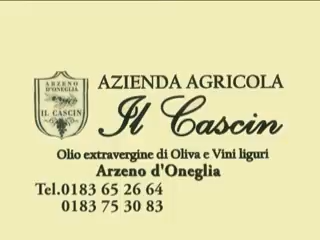 ARZENO
D'ONEGLIA
IL CASCIN
AZIENDA AGRICOLA
Il Cascin
Olio extravergine di Oliva e Vini liguri
Arzeno d'Oneglia
Tel.0183 65 26 64
0183 75 30 83